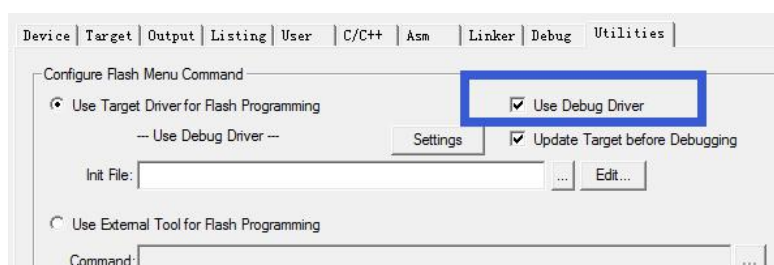 Device Target Output Listing User C/C++ Asm Linker Debug Utilities
Configure Flash Menu Command
Use Target Driver for Flash Programming Use Debug Driver
--- Use Debug Driver --- Settings Update Target before Debugging
Init File: ... Edit...
Use External Tool for Flash Programming
Command: ...